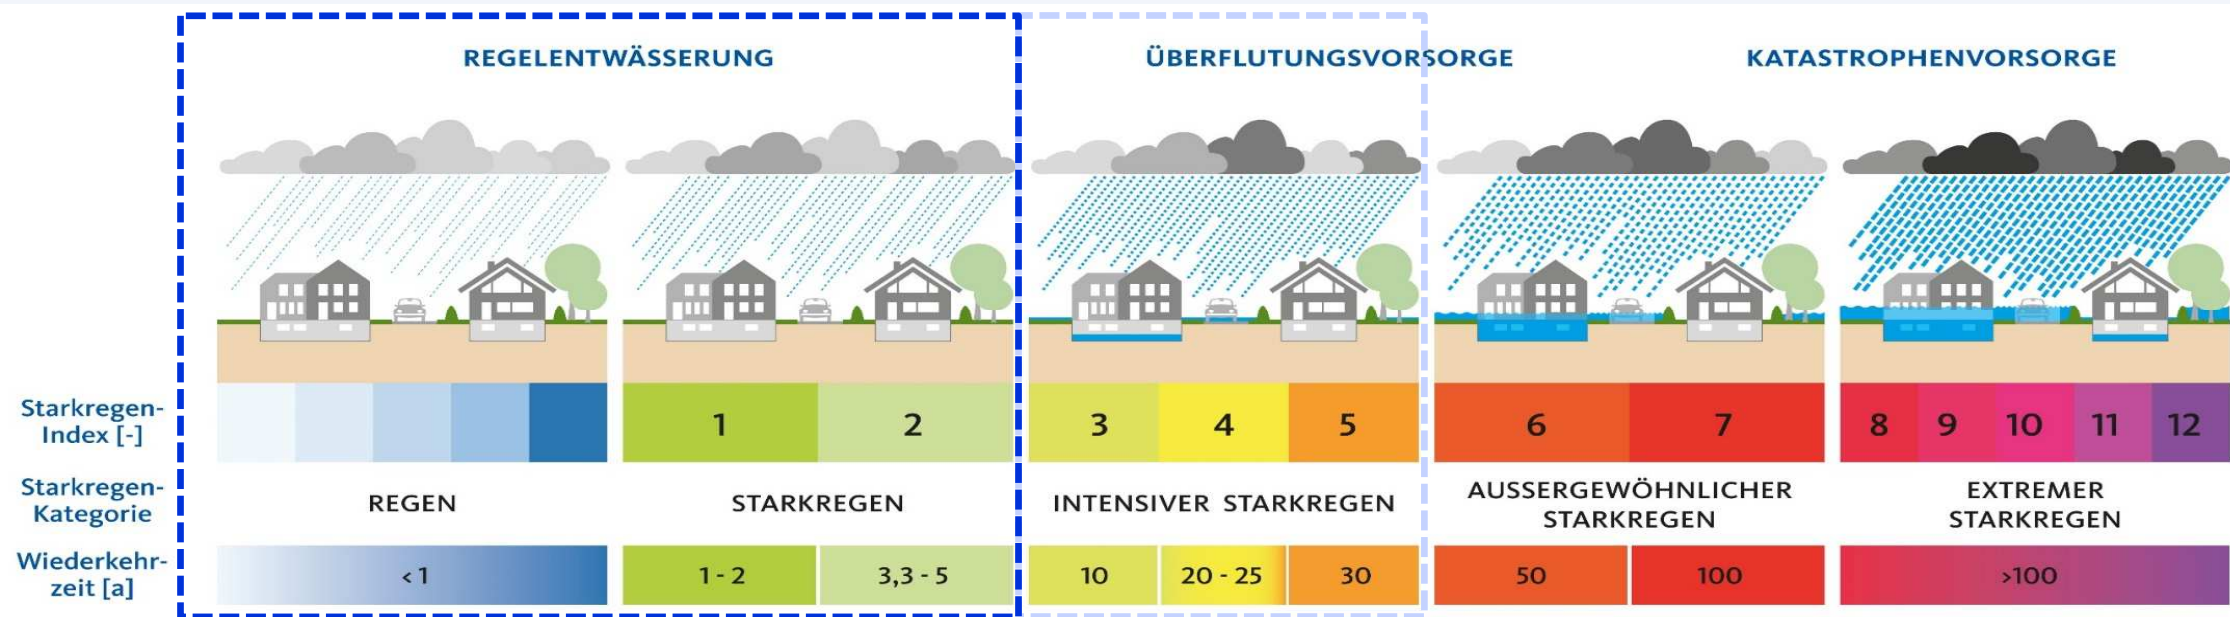 REGELENTWÄSSERUNG
ÜBERFLUTUNGSVORSORGE
KATASTROPHENVORSORGE
Starkregen-
Index [-]
1 2 3 4 5 6 7 8 9 10 11 12
Starkregen-
Kategorie
REGEN
STARKREGEN
INTENSIVER STARKREGEN
AUSSERGEWÖHNLICHER
STARKREGEN
EXTREMER
STARKREGEN
Wiederkehr-
zeit [a]
<1 1 - 2 3,3 - 5 10 20 - 25 30 50 100 >100